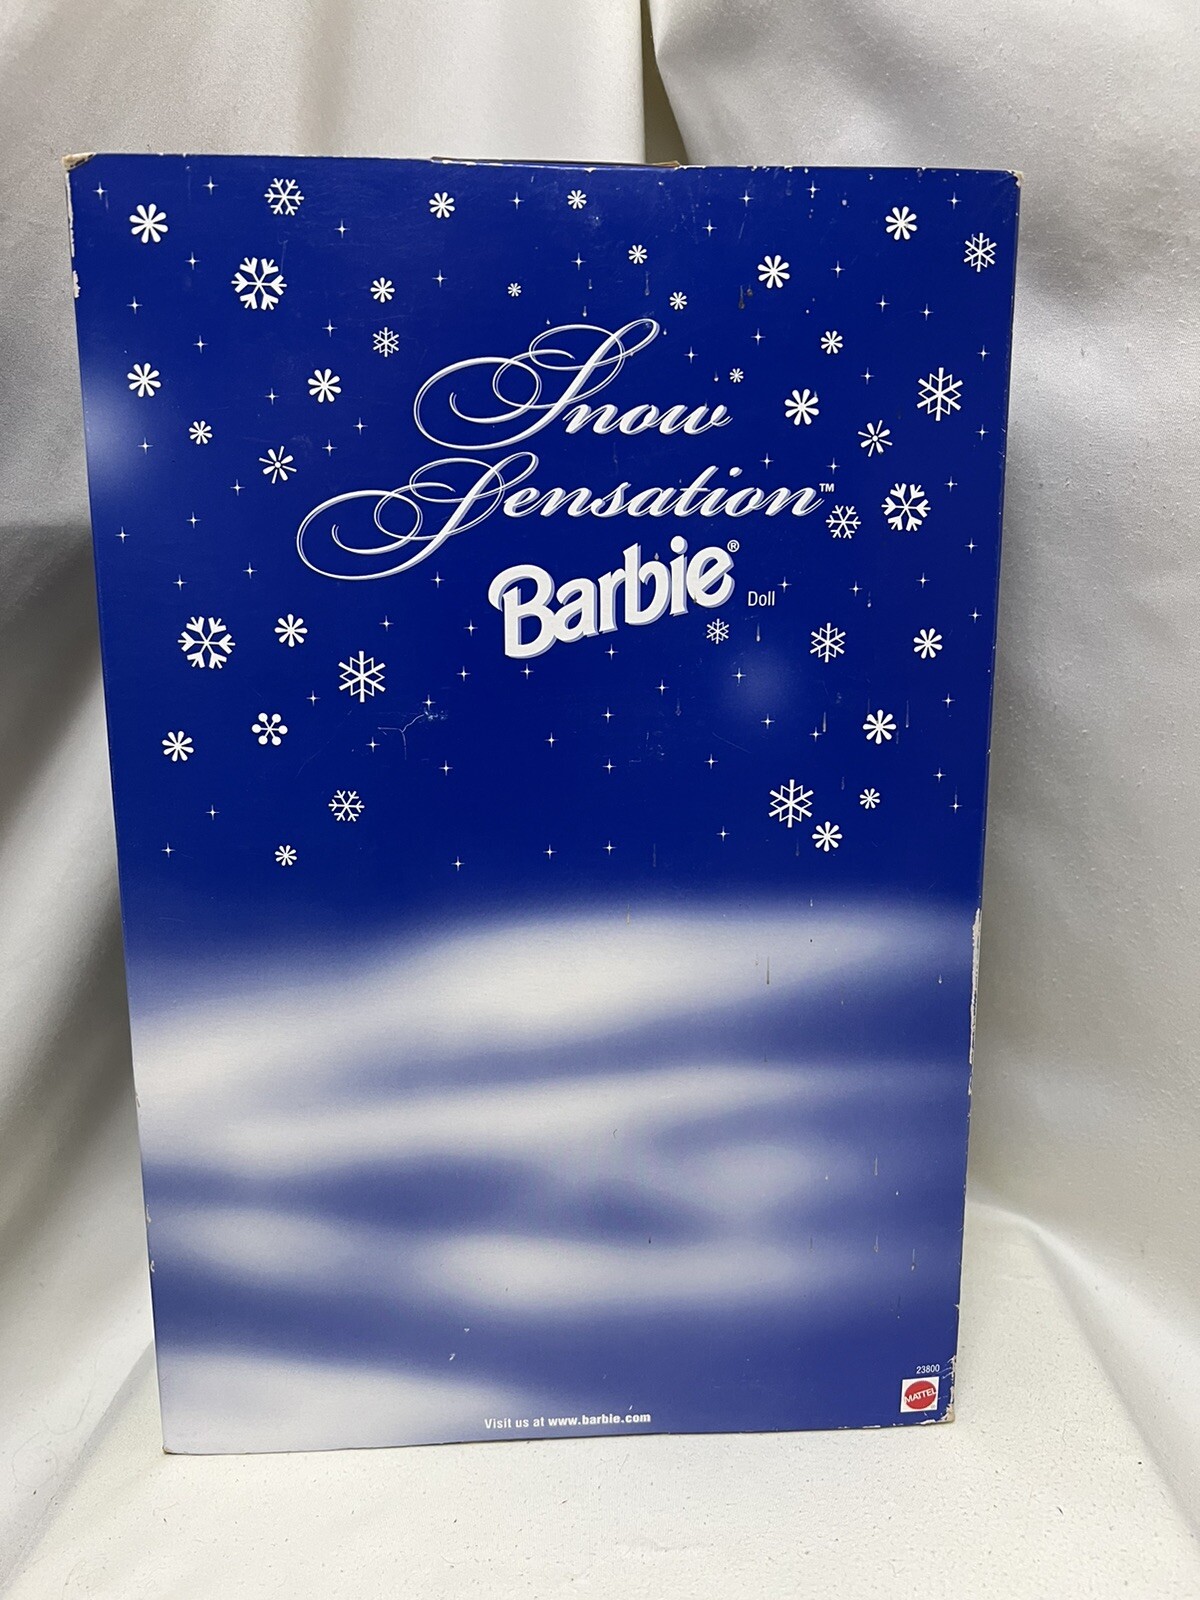 Snow
Sensation™
Barbie® Doll
23800
MATTEL
Visit us at www.barbie.com